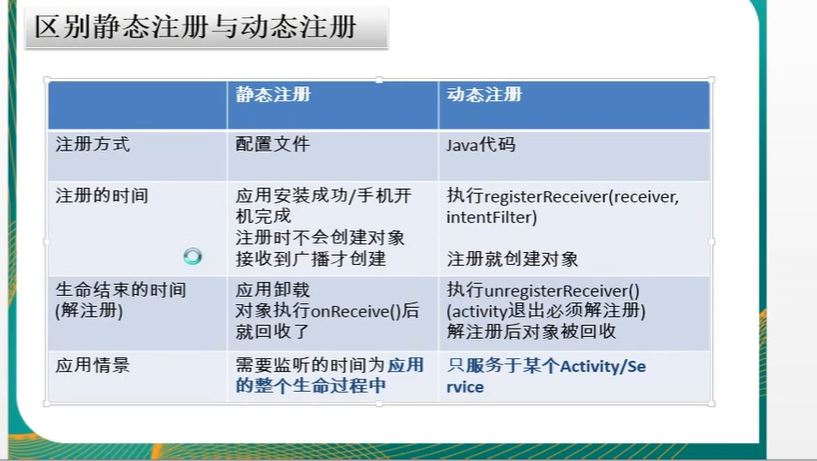 区别静态注册与动态注册
静态注册
动态注册
注册方式
配置文件
Java代码
注册的时间
应用安装成功/手机开
机完成
注册时不会创建对象
接收到广播才创建
执行registerReceiver(receiver,
intentFilter)
注册就创建对象
生命结束的时间
(解注册)
应用卸载
对象执行onReceive()后
就回收了
执行unregisterReceiver()
(activity退出必须解注册)
解注册后对象被回收
应用情景
需要监听的时间为应用
的整个生命过程中
只服务于某个Activity/Se
rvice